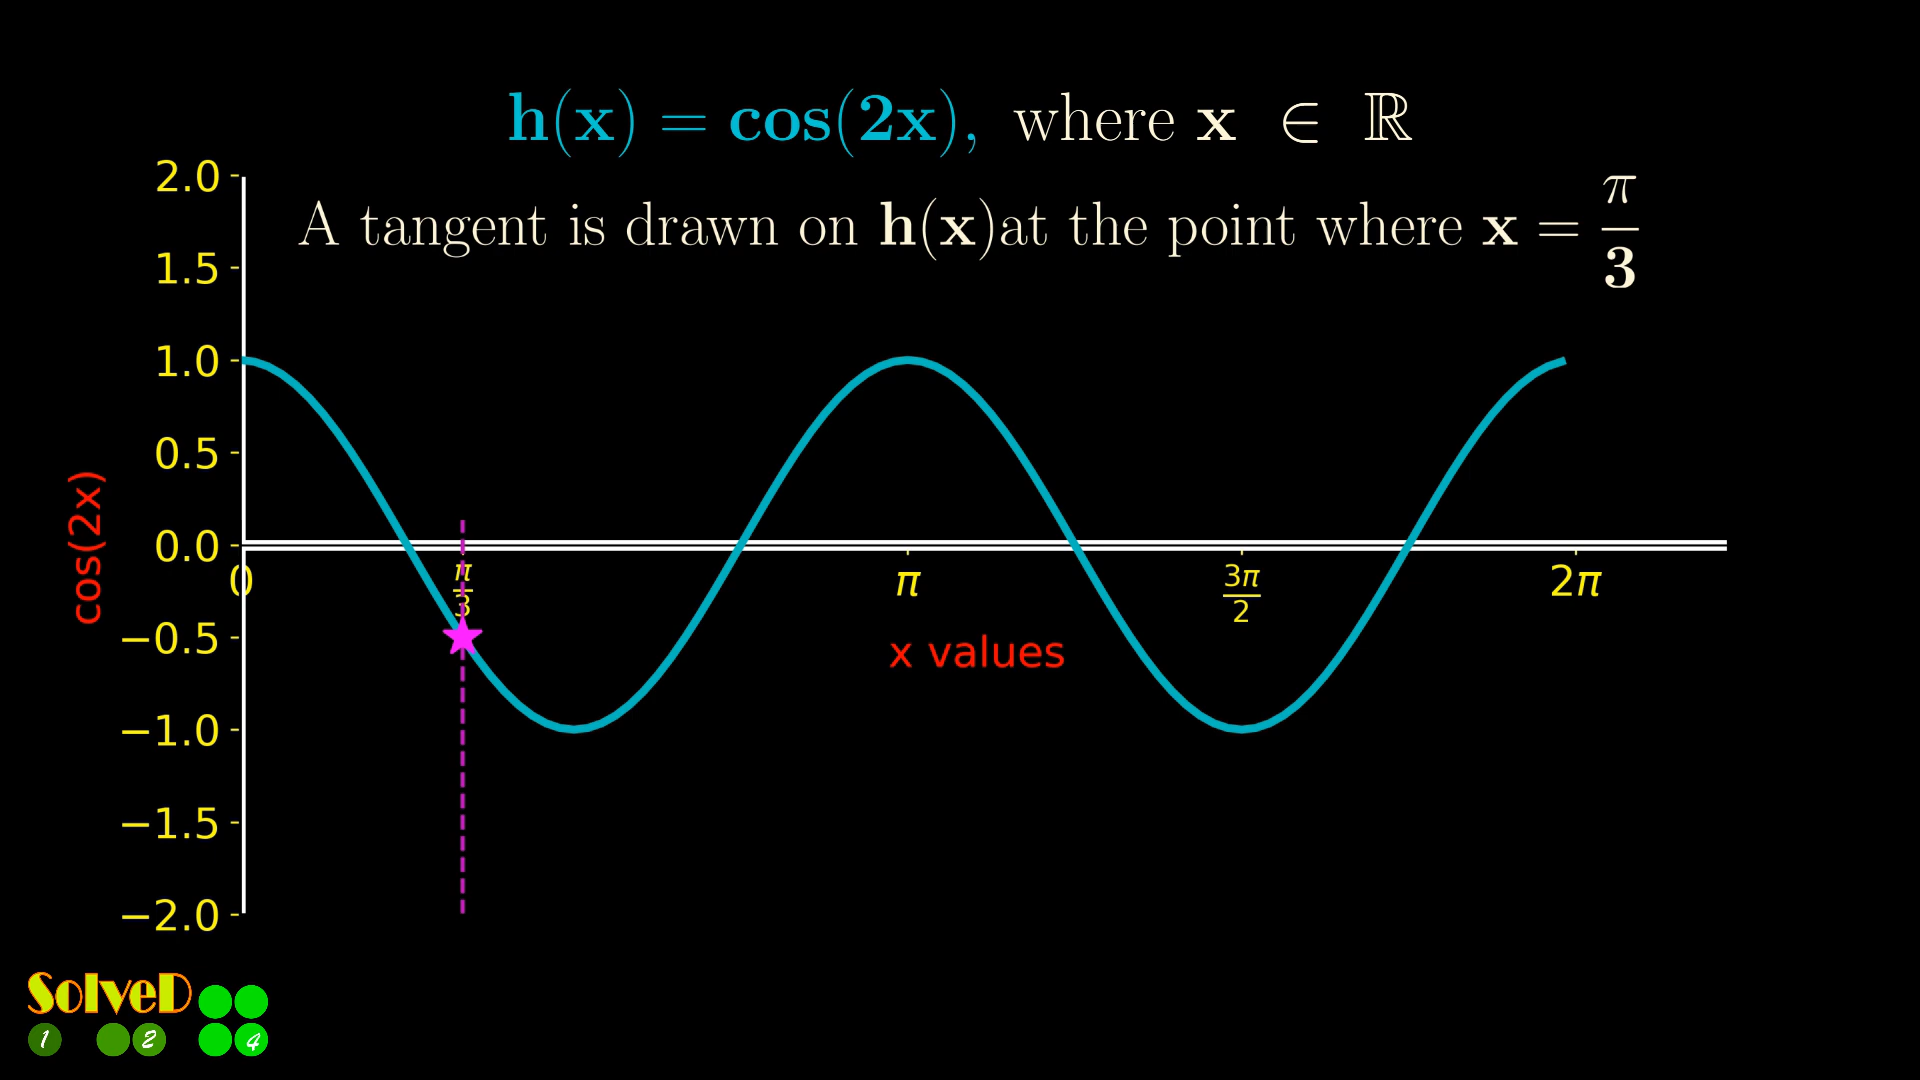 h(x) = cos(2x), where x ∈ ℝ
A tangent is drawn on h(x)at the point where x = π/3
2.0
1.5
1.0
0.5
0.0
−0.5
−1.0
−1.5
−2.0
cos(2x)
0
π/3
π
3π/2
2π
x values
SolveD
1 2 4